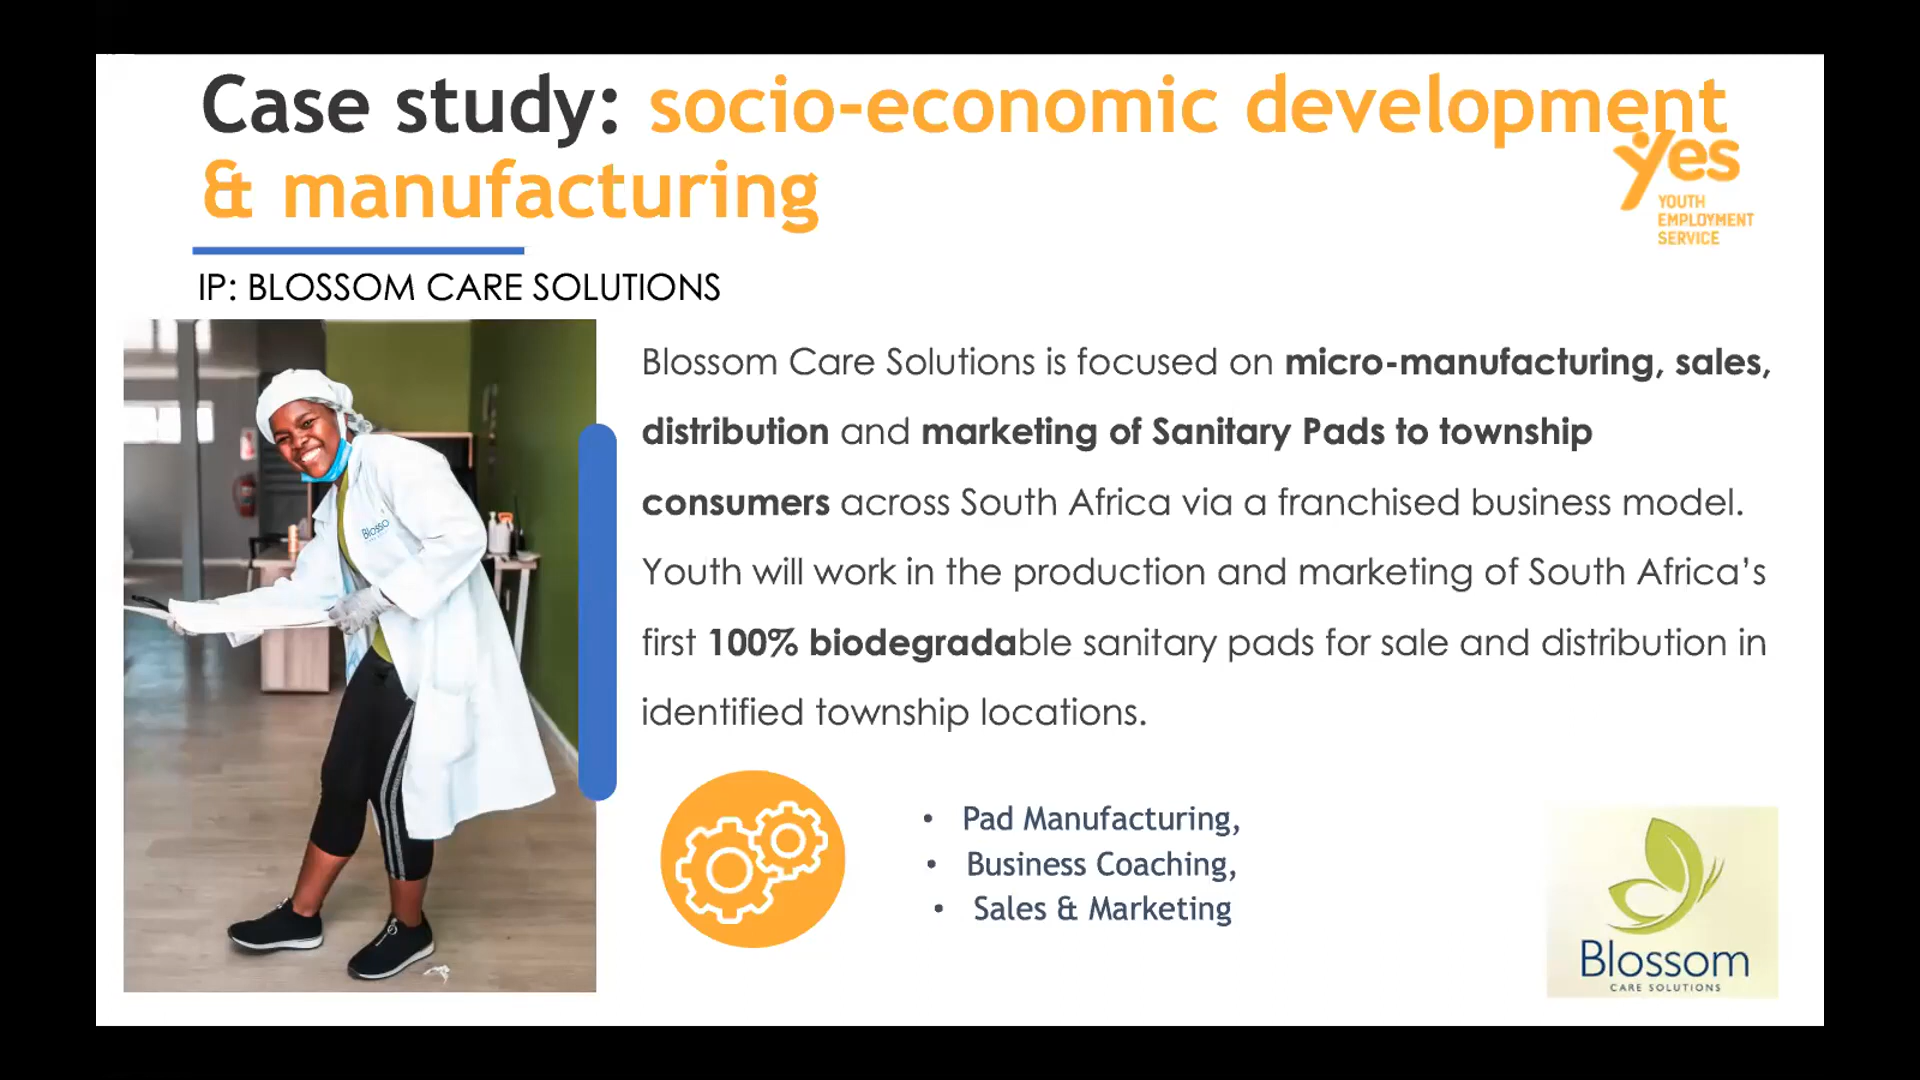 Case study: socio-economic development
& manufacturing
yes
YOUTH
EMPLOYMENT
SERVICE
IP: BLOSSOM CARE SOLUTIONS
Blosso
Blossom Care Solutions is focused on micro-manufacturing, sales,
distribution and marketing of Sanitary Pads to township
consumers across South Africa via a franchised business model.
Youth will work in the production and marketing of South Africa’s
first 100% biodegradable sanitary pads for sale and distribution in
identified township locations.
• Pad Manufacturing,
• Business Coaching,
• Sales & Marketing
Blossom
CARE SOLUTIONS